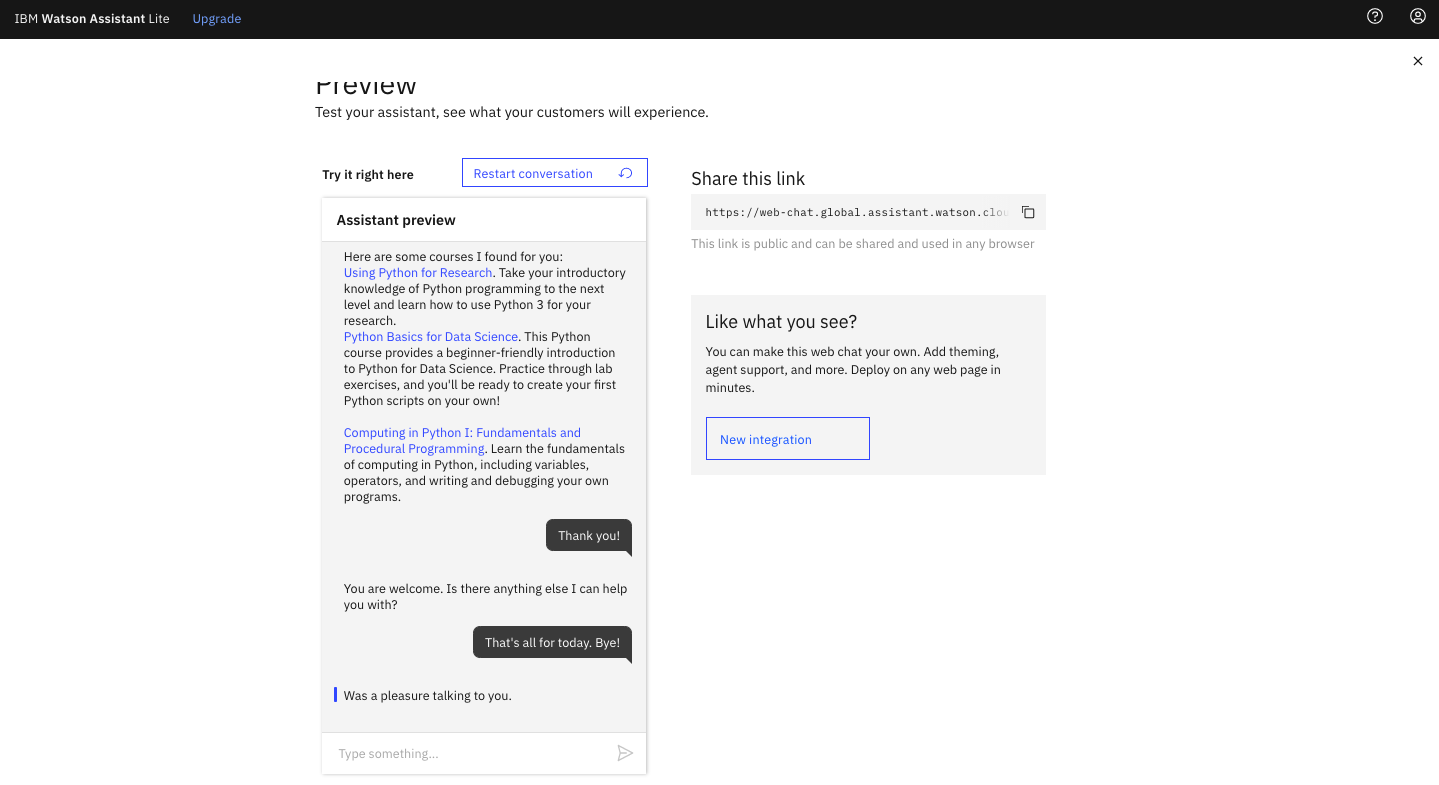 IBM Watson Assistant Lite Upgrade
Preview
Test your assistant, see what your customers will experience.
Try it right here
Restart conversation
Assistant preview
Here are some courses I found for you:
Using Python for Research. Take your introductory
knowledge of Python programming to the next
level and learn how to use Python 3 for your
research.
Python Basics for Data Science. This Python
course provides a beginner-friendly introduction
to Python for Data Science. Practice through lab
exercises, and you'll be ready to create your first
Python scripts on your own!
Computing in Python I: Fundamentals and
Procedural Programming. Learn the fundamentals
of computing in Python, including variables,
operators, and writing and debugging your own
programs.
Thank you!
You are welcome. Is there anything else I can help
you with?
That's all for today. Bye!
Was a pleasure talking to you.
Type something...
Share this link
https://web-chat.global.assistant.watson.clou
This link is public and can be shared and used in any browser
Like what you see?
You can make this web chat your own. Add theming,
agent support, and more. Deploy on any web page in
minutes.
New integration